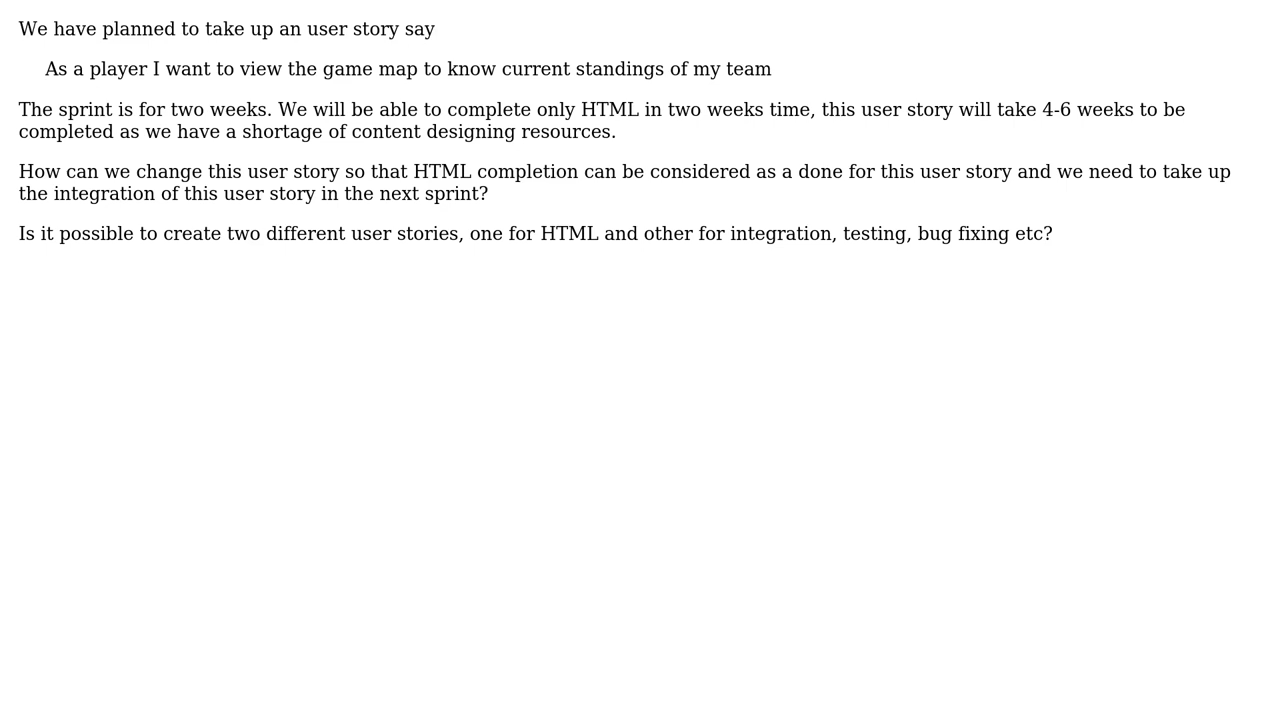 We have planned to take up an user story say
As a player I want to view the game map to know current standings of my team
The sprint is for two weeks. We will be able to complete only HTML in two weeks time, this user story will take 4-6 weeks to be
completed as we have a shortage of content designing resources.
How can we change this user story so that HTML completion can be considered as a done for this user story and we need to take up
the integration of this user story in the next sprint?
Is it possible to create two different user stories, one for HTML and other for integration, testing, bug fixing etc?